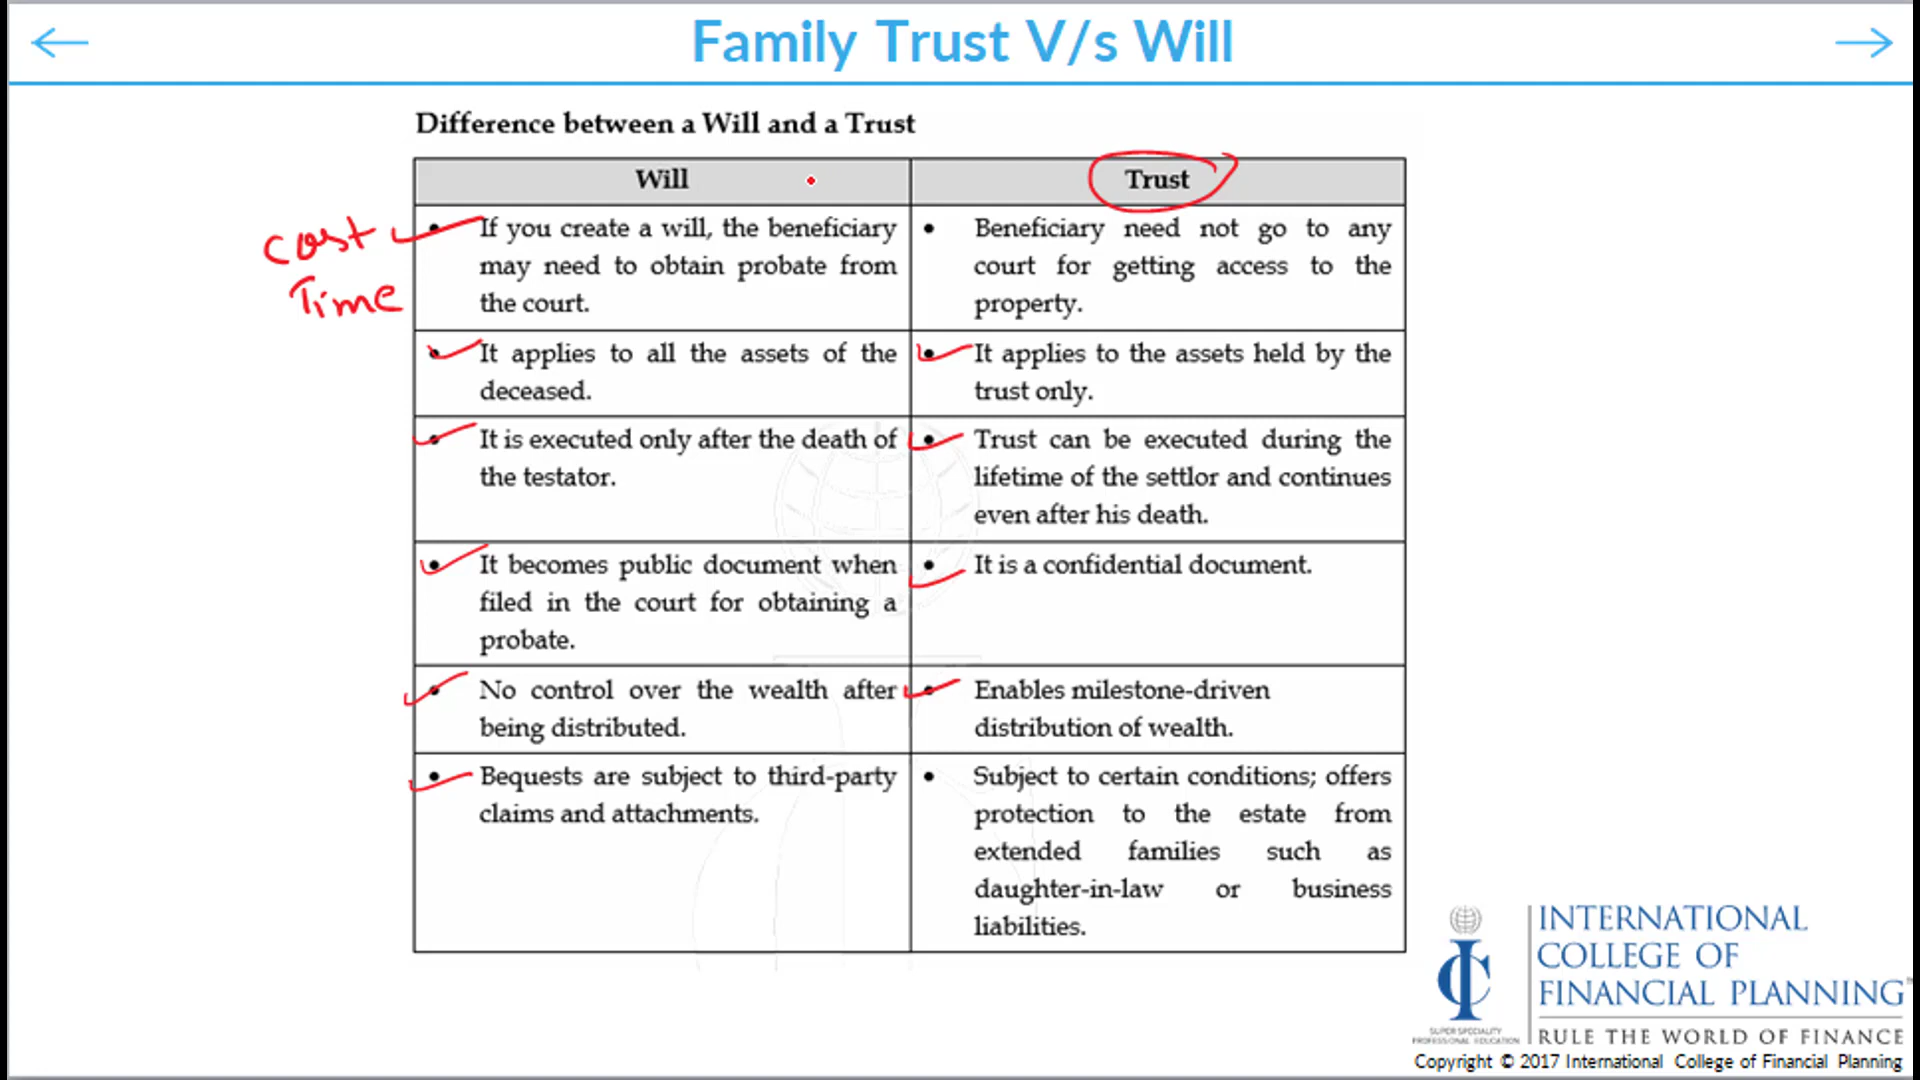 Family Trust V/s Will
Difference between a Will and a Trust
Will
Trust
cost
Time
• If you create a will, the beneficiary
may need to obtain probate from
the court.
• Beneficiary need not go to any
court for getting access to the
property.
• It applies to all the assets of the
deceased.
• It applies to the assets held by the
trust only.
• It is executed only after the death of
the testator.
• Trust can be executed during the
lifetime of the settlor and continues
even after his death.
• It becomes public document when
filed in the court for obtaining a
probate.
• It is a confidential document.
• No control over the wealth after
being distributed.
• Enables milestone-driven
distribution of wealth.
• Bequests are subject to third-party
claims and attachments.
• Subject to certain conditions; offers
protection to the estate from
extended families such as
daughter-in-law or business
liabilities.
INTERNATIONAL
COLLEGE OF
FINANCIAL PLANNING
RULE THE WORLD OF FINANCE
SUPER SPECIALITY
PROFESSIONAL EDUCATION
Copyright © 2017 International College of Financial Planning